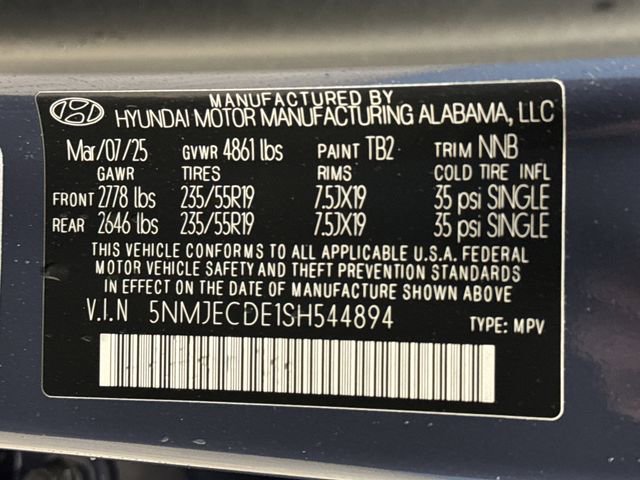 MANUFACTURED BY
HYUNDAI MOTOR MANUFACTURING ALABAMA, LLC
Mar/07/25 GVWR 4861 lbs PAINT TB2 TRIM NNB
GAWR TIRES RIMS COLD TIRE INFL
FRONT 2778 lbs 235/55R19 7.5JX19 35 psi SINGLE
REAR 2646 lbs 235/55R19 7.5JX19 35 psi SINGLE
THIS VEHICLE CONFORMS TO ALL APPLICABLE U.S.A. FEDERAL
MOTOR VEHICLE SAFETY AND THEFT PREVENTION STANDARDS
IN EFFECT ON THE DATE OF MANUFACTURE SHOWN ABOVE
V.I.N 5NMJECDE1SH544894 TYPE: MPV